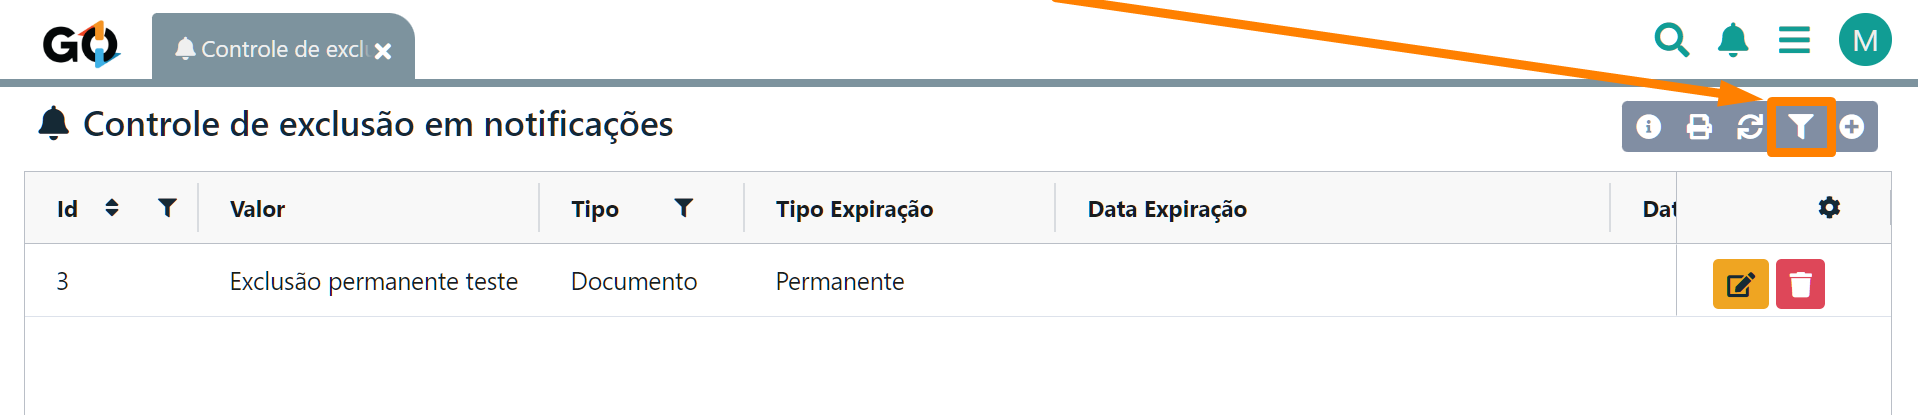 GO
Controle de excl
M
Controle de exclusão em notificações
Id Valor Tipo Tipo Expiração Data Expiração Dat
3 Exclusão permanente teste Documento Permanente